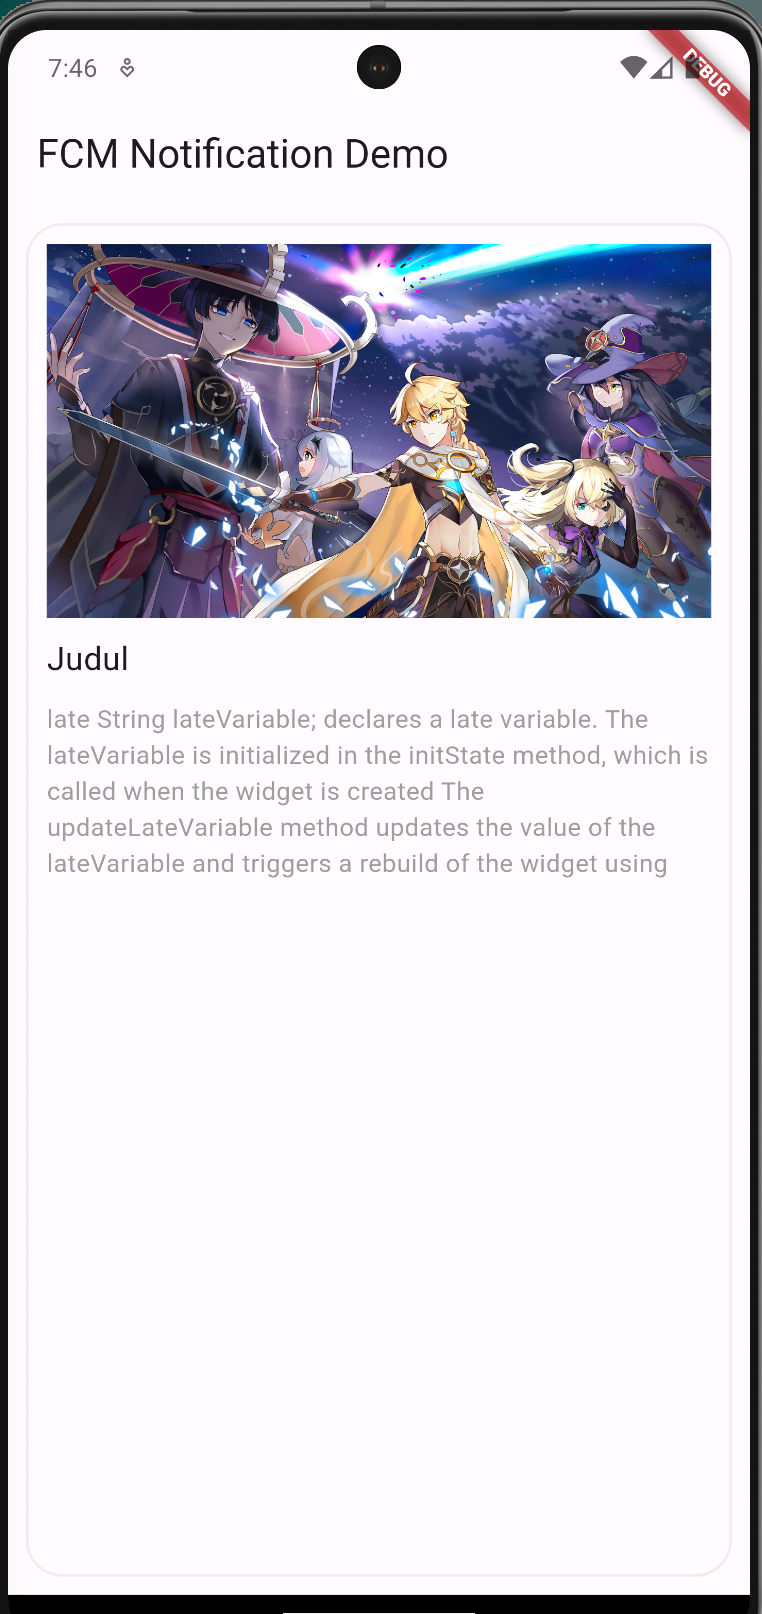 7:46
DEBUG
FCM Notification Demo
Judul
late String lateVariable; declares a late variable. The
lateVariable is initialized in the initState method, which is
called when the widget is created The
updateLateVariable method updates the value of the
lateVariable and triggers a rebuild of the widget using